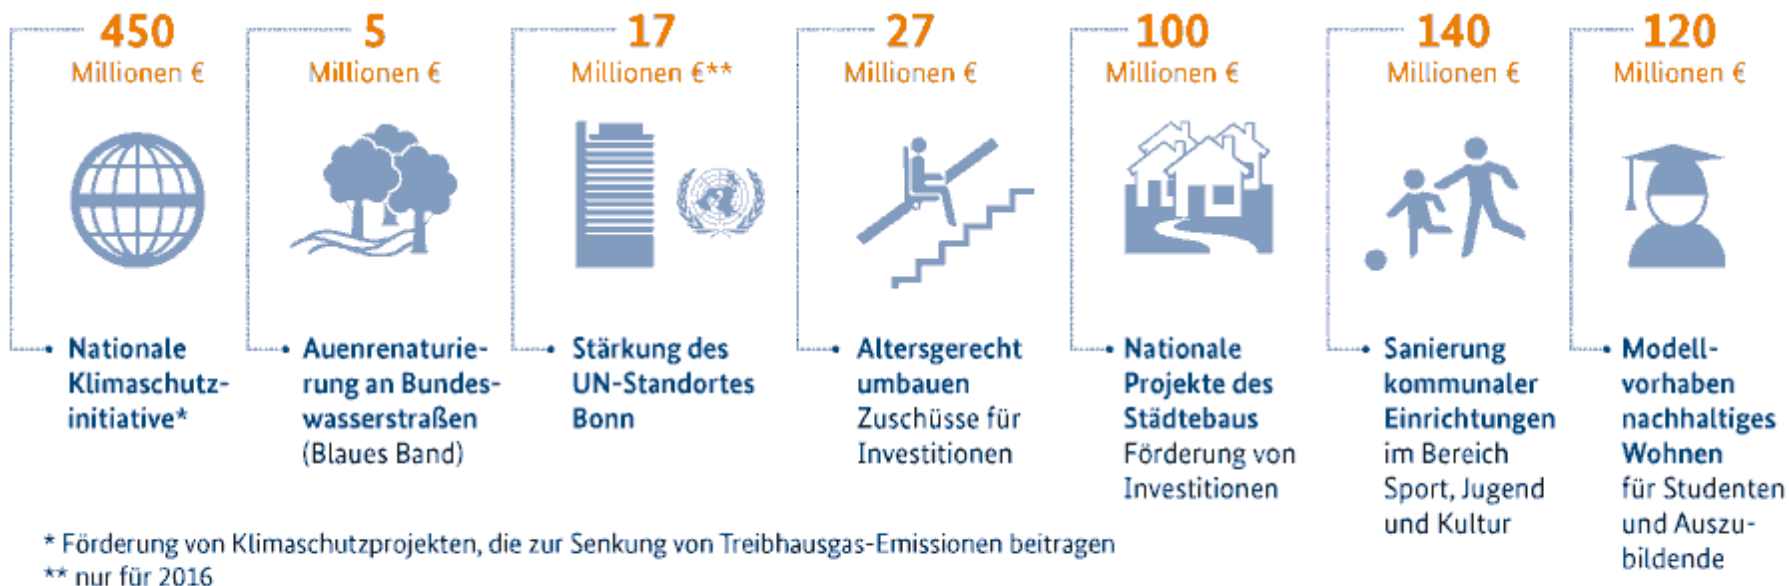 450
Millionen €
Nationale
Klimaschutz-
initiative*
5
Millionen €
Auenrenaturie-
rung an Bundes-
wasserstraßen
(Blaues Band)
17
Millionen €**
Stärkung des
UN-Standortes
Bonn
27
Millionen €
Altersgerecht
umbauen
Zuschüsse für
Investitionen
100
Millionen €
Nationale
Projekte des
Städtebaus
Förderung von
Investitionen
140
Millionen €
Sanierung
kommunaler
Einrichtungen
im Bereich
Sport, Jugend
und Kultur
120
Millionen €
Modell-
vorhaben
nachhaltiges
Wohnen
für Studenten
und Auszu-
bildende
* Förderung von Klimaschutzprojekten, die zur Senkung von Treibhausgas-Emissionen beitragen
** nur für 2016